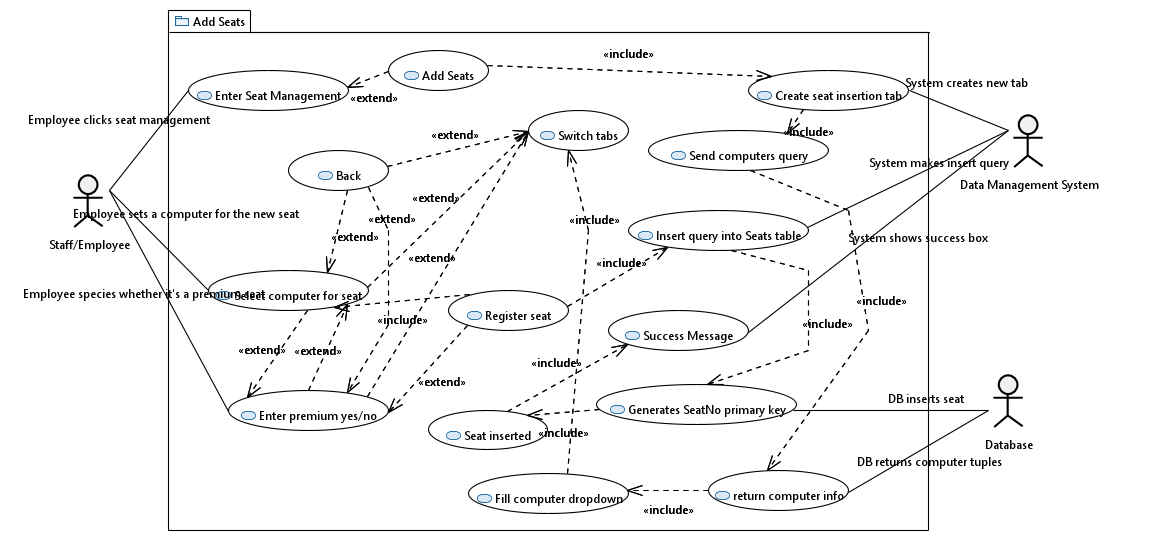 Add Seats
«include»
Add Seats
Enter Seat Management
«extend»
Create seat insertion tab
System creates new tab
Employee clicks seat management
«extend»
Switch tabs
«include»
Send computers query
System makes insert query
Back
Data Management System
Employee sets a computer for the new seat
«extend»
«extend»
«include»
Staff/Employee
«extend»
Insert query into Seats table
System shows success box
«extend»
«include»
Employee species whether it's a premium seat
Select computer for seat
«include»
Register seat
«include»
«include»
Success Message
«extend»
«extend»
«include»
«extend»
DB inserts seat
Enter premium yes/no
Generates SeatNo primary key
Seat inserted
«include»
Database
DB returns computer tuples
Fill computer dropdown
return computer info
«include»